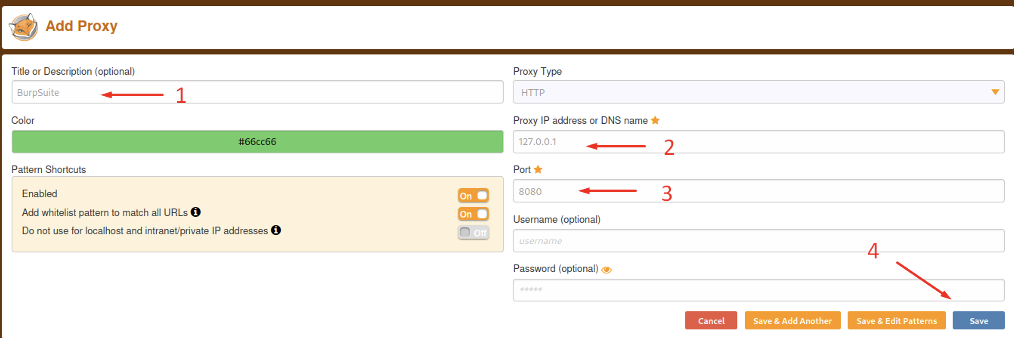 Add Proxy
Title or Description (optional)
BurpSuite
1
Color
#66cc66
Pattern Shortcuts
Enabled
On
Add whitelist pattern to match all URLs
On
Do not use for localhost and intranet/private IP addresses
Off
Proxy Type
HTTP
Proxy IP address or DNS name
127.0.0.1
2
Port
8080
3
Username (optional)
username
4
Password (optional)
*****
Cancel
Save & Add Another
Save & Edit Patterns
Save